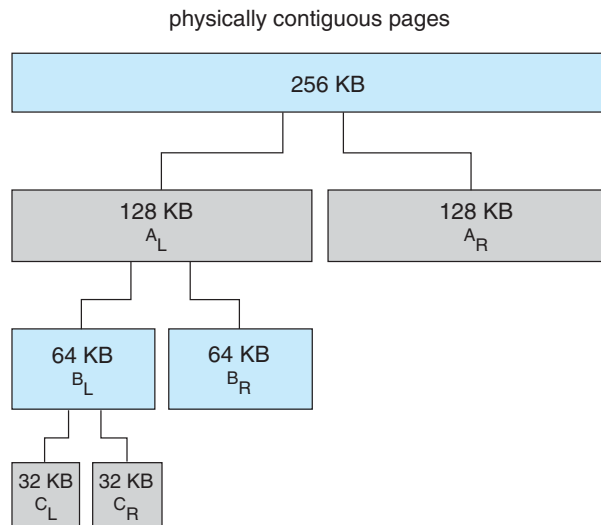 physically contiguous pages
256 KB
128 KB
A_L
128 KB
A_R
64 KB
B_L
64 KB
B_R
32 KB
C_L
32 KB
C_R